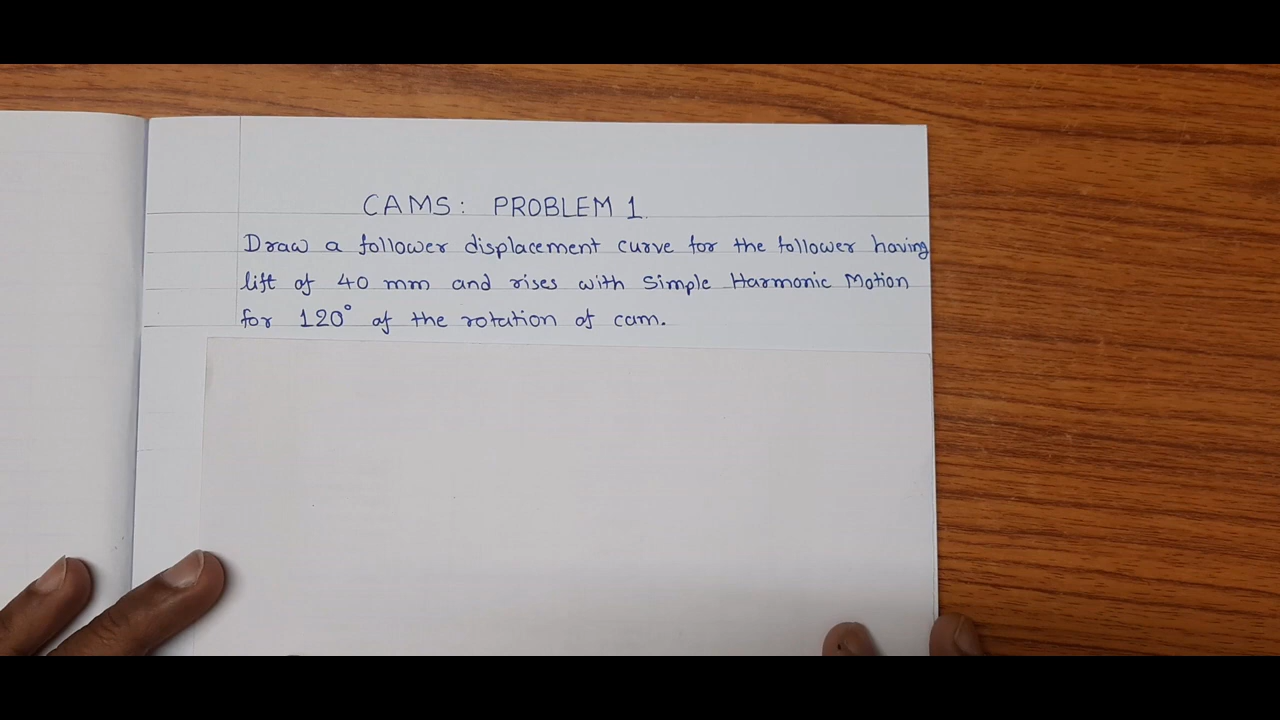 CAMS: PROBLEM 1.
Draw a follower displacement curve for the follower having
lift of 40 mm and rises with Simple Harmonic Motion
for 120° of the rotation of cam.